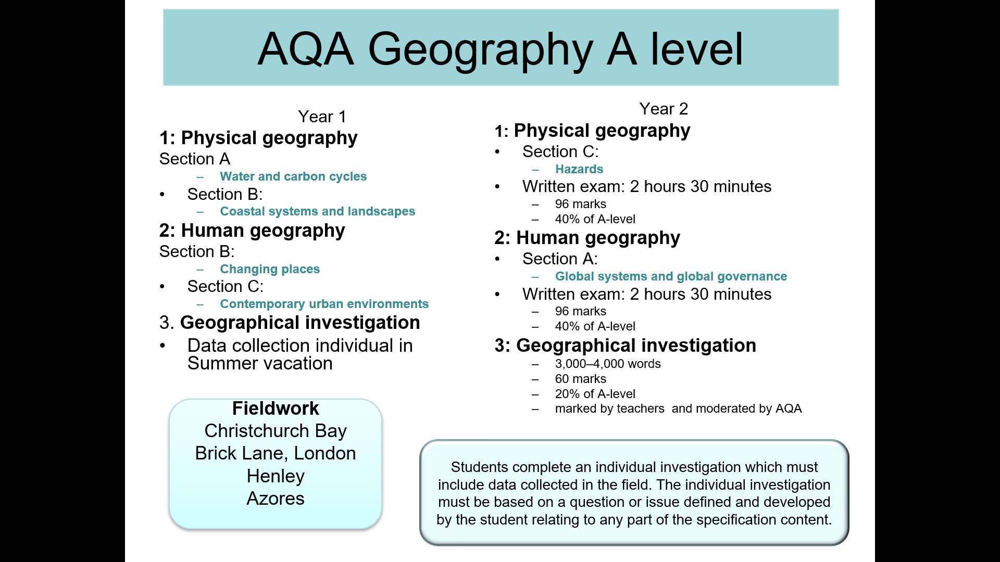 AQA Geography A level
Year 1
1: Physical geography
Section A
– Water and carbon cycles
• Section B:
– Coastal systems and landscapes
2: Human geography
Section B:
– Changing places
• Section C:
– Contemporary urban environments
3. Geographical investigation
• Data collection individual in
Summer vacation
Fieldwork
Christchurch Bay
Brick Lane, London
Henley
Azores
Year 2
1: Physical geography
• Section C:
– Hazards
• Written exam: 2 hours 30 minutes
– 96 marks
– 40% of A-level
2: Human geography
• Section A:
– Global systems and global governance
• Written exam: 2 hours 30 minutes
– 96 marks
– 40% of A-level
3: Geographical investigation
– 3,000–4,000 words
– 60 marks
– 20% of A-level
– marked by teachers  and moderated by AQA
Students complete an individual investigation which must
include data collected in the field. The individual investigation
must be based on a question or issue defined and developed
by the student relating to any part of the specification content.